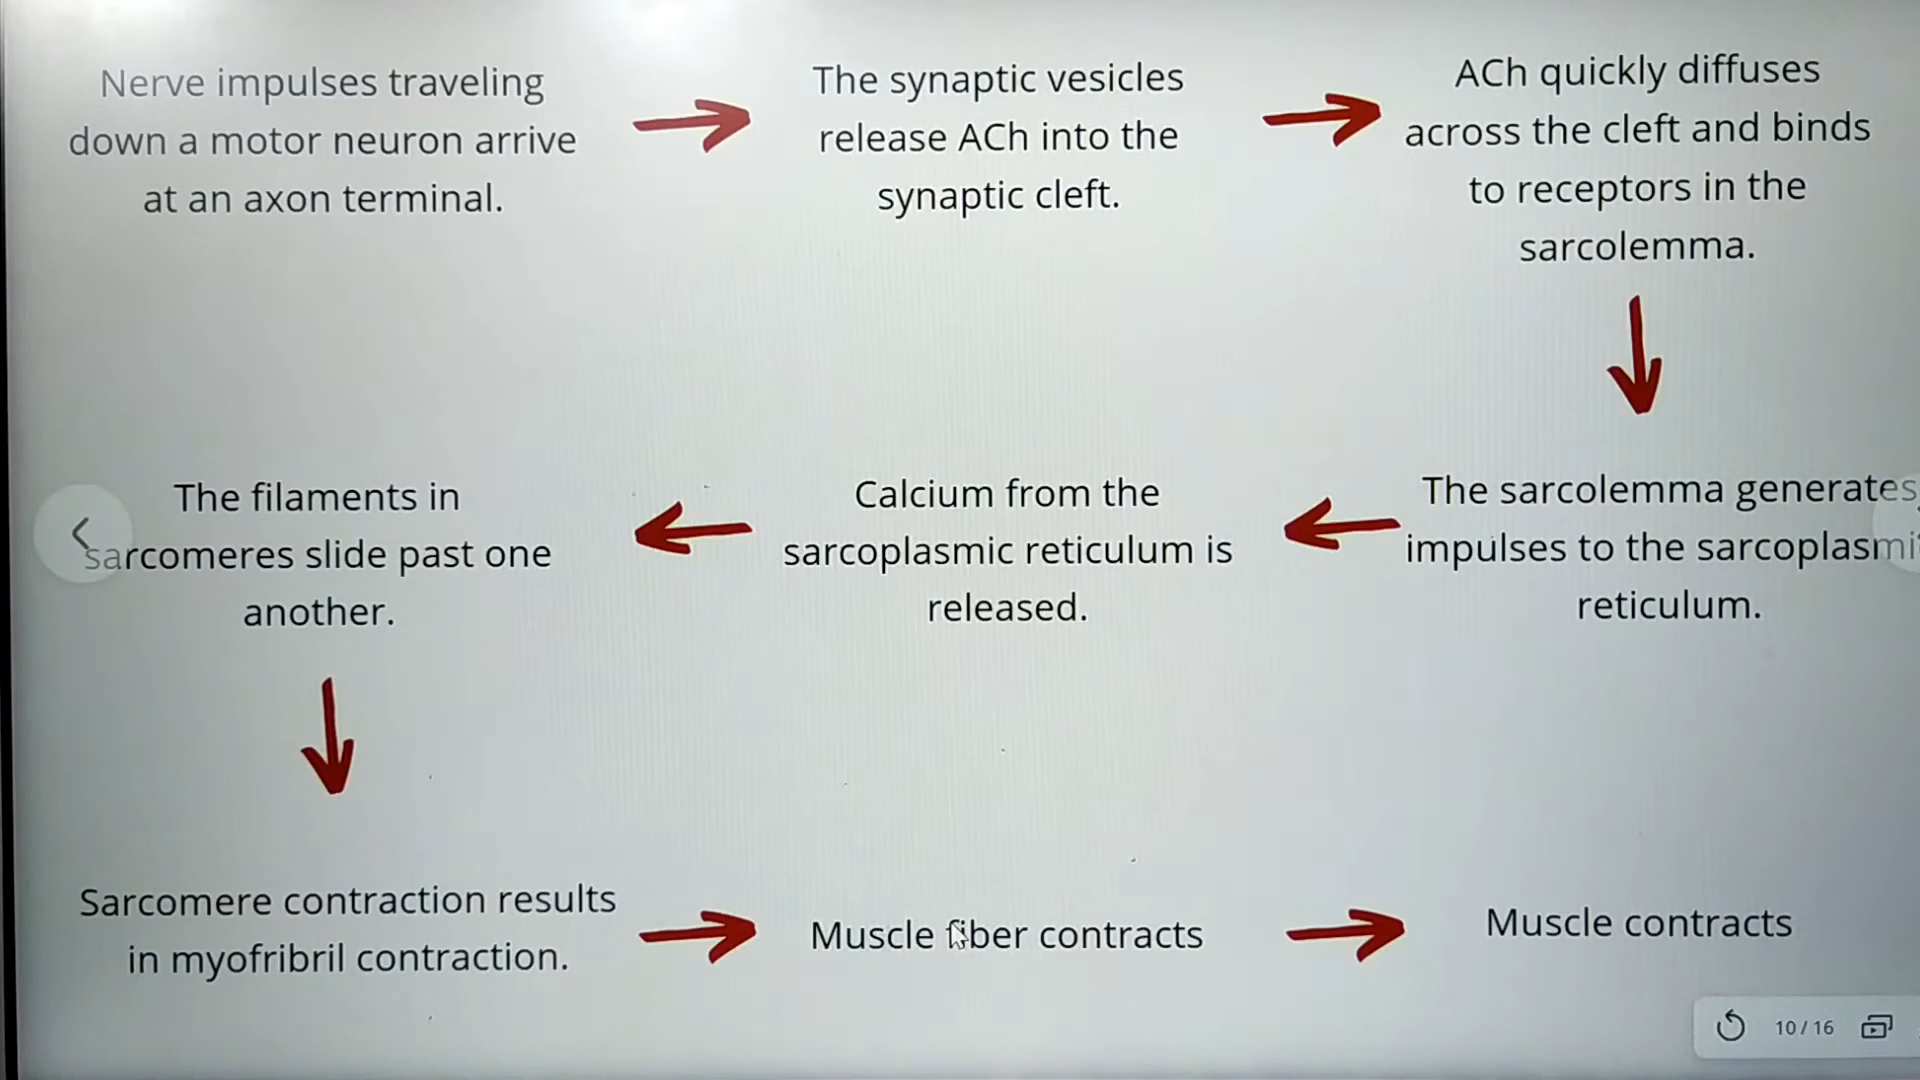 Nerve impulses traveling
down a motor neuron arrive
at an axon terminal.
The synaptic vesicles
release ACh into the
synaptic cleft.
ACh quickly diffuses
across the cleft and binds
to receptors in the
sarcolemma.
The sarcolemma generates
impulses to the sarcoplasmi
reticulum.
Calcium from the
sarcoplasmic reticulum is
released.
The filaments in
sarcomeres slide past one
another.
Sarcomere contraction results
in myofribril contraction.
Muscle fiber contracts
Muscle contracts
10 / 16